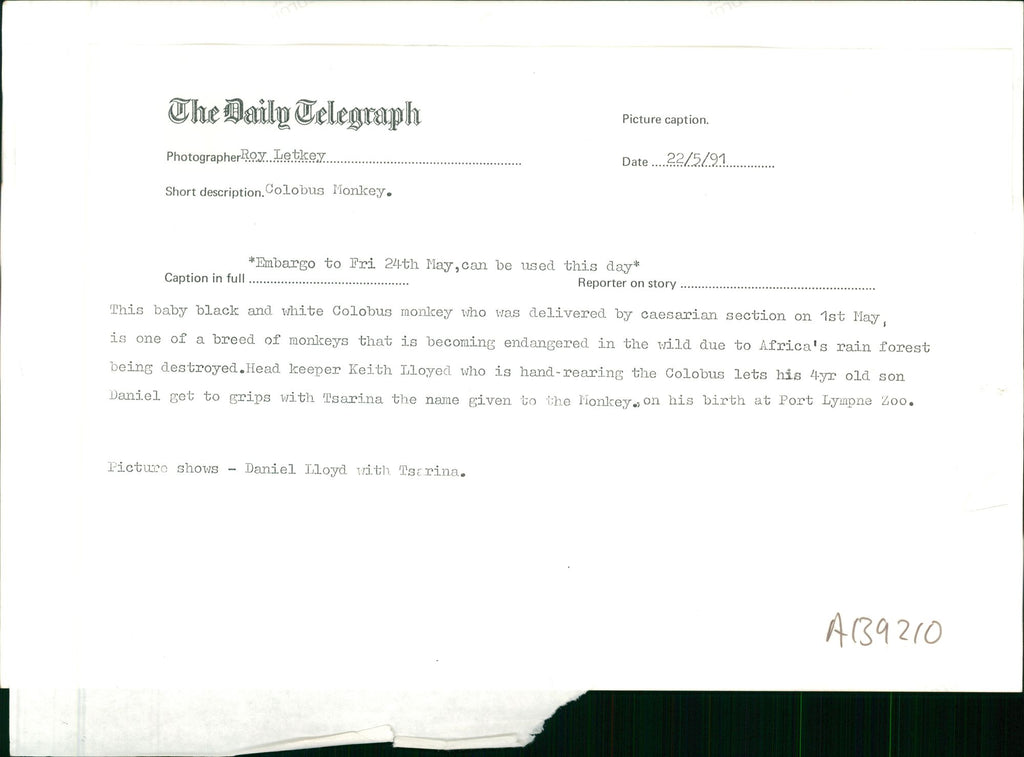 The Daily Telegraph
Picture caption.
Photographer Roy Letkey
Date 22/5/91
Short description. Colobus Monkey.
*Embargo to Fri 24th May,can be used this day*
Caption in full
Reporter on story
This baby black and white Colobus monkey who was delivered by caesarian section on 1st May,
is one of a breed of monkeys that is becoming endangered in the wild due to Africa's rain forest
being destroyed.Head keeper Keith Lloyed who is hand-rearing the Colobus lets his 4yr old son
Daniel get to grips with Tsarina the name given to the Monkey., on his birth at Port Lympne Zoo.
Picture shows - Daniel Lloyd with Tsarina.
AB9210